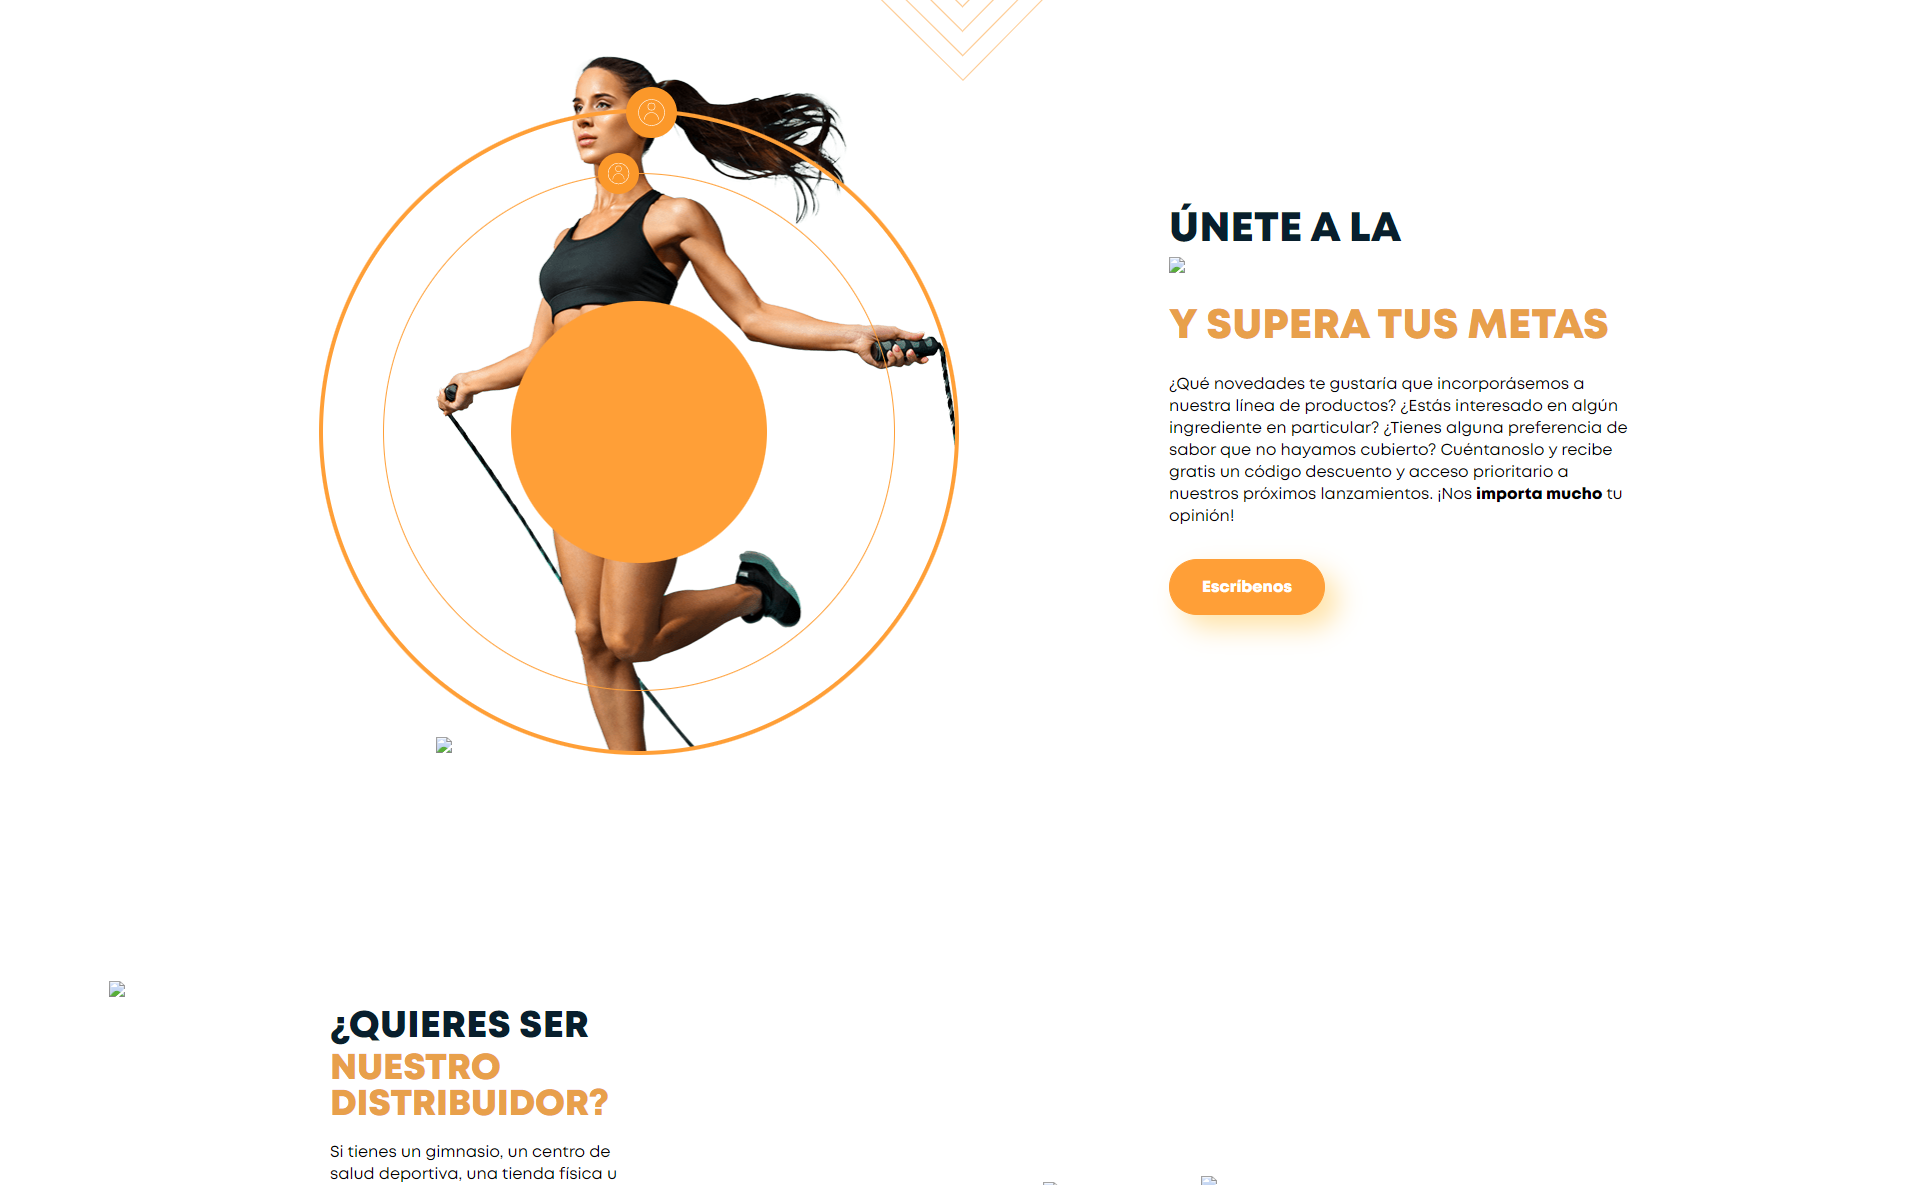 ÚNETE A LA
Y SUPERA TUS METAS
¿Qué novedades te gustaría que incorporásemos a
nuestra línea de productos? ¿Estás interesado en algún
ingrediente en particular? ¿Tienes alguna preferencia de
sabor que no hayamos cubierto? Cuéntanoslo y recibe
gratis un código descuento y acceso prioritario a
nuestros próximos lanzamientos. ¡Nos importa mucho tu
opinión!
Escríbenos
¿QUIERES SER
NUESTRO
DISTRIBUIDOR?
Si tienes un gimnasio, un centro de
salud deportiva, una tienda física u